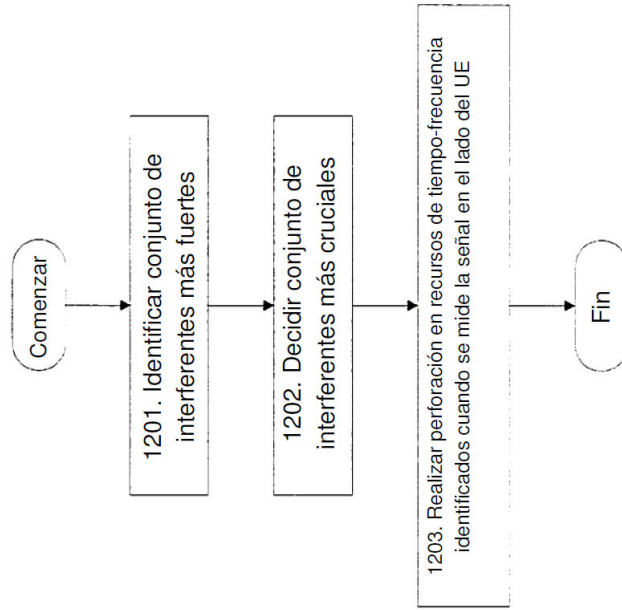 Comenzar
1201. Identificar conjunto de
interferentes más fuertes
1202. Decidir conjunto de
interferentes más cruciales
1203. Realizar perforación en recursos de tiempo-frecuencia
identificados cuando se mide la señal en el lado del UE
Fin